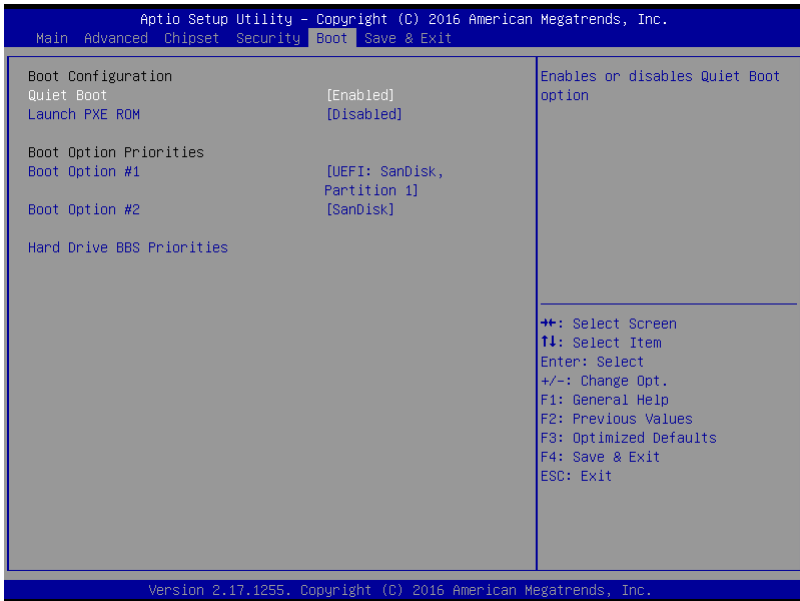 Aptio Setup Utility – Copyright (C) 2016 American Megatrends, Inc.
Main Advanced Chipset Security Boot Save & Exit
Boot Configuration
Quiet Boot [Enabled]
Launch PXE ROM [Disabled]
Boot Option Priorities
Boot Option #1 [UEFI: SanDisk,
Partition 1]
Boot Option #2 [SanDisk]
Hard Drive BBS Priorities
Enables or disables Quiet Boot
option
→←: Select Screen
↑↓: Select Item
Enter: Select
+/-: Change Opt.
F1: General Help
F2: Previous Values
F3: Optimized Defaults
F4: Save & Exit
ESC: Exit
Version 2.17.1255. Copyright (C) 2016 American Megatrends, Inc.